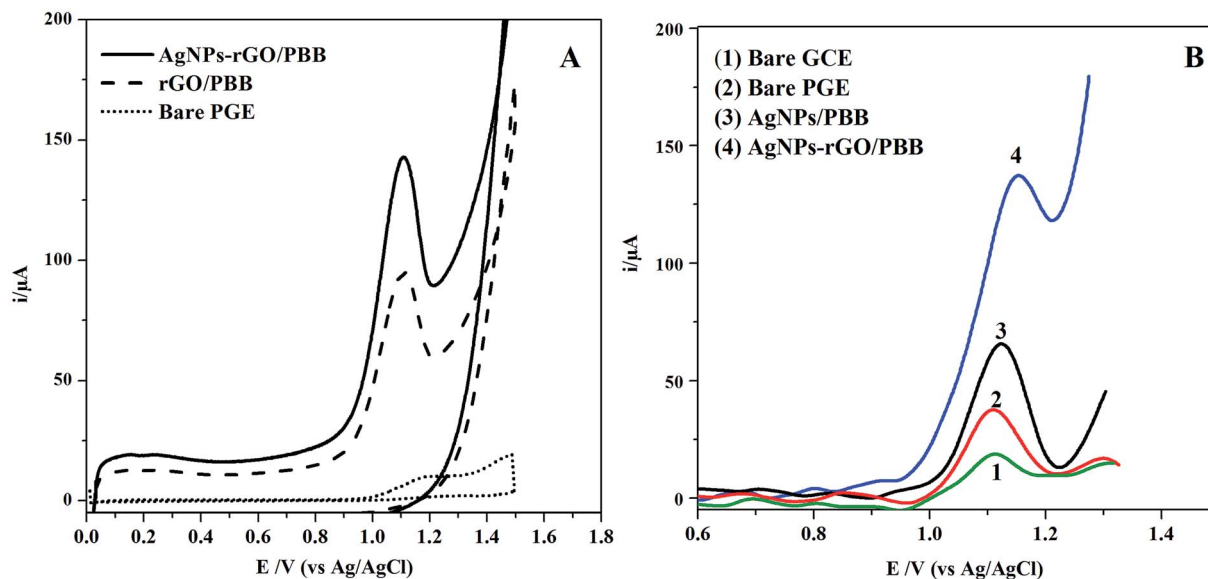 200
150
100
50
0
i/µA
AgNPs-rGO/PBB
rGO/PBB
Bare PGE
A
0.0 0.2 0.4 0.6 0.8 1.0 1.2 1.4 1.6 1.8
E /V (vs Ag/AgCl)
200
150
100
50
0
i/µA
(1) Bare GCE
(2) Bare PGE
(3) AgNPs/PBB
(4) AgNPs-rGO/PBB
B
4
3
2
1
0.6 0.8 1.0 1.2 1.4
E /V (vs Ag/AgCl)